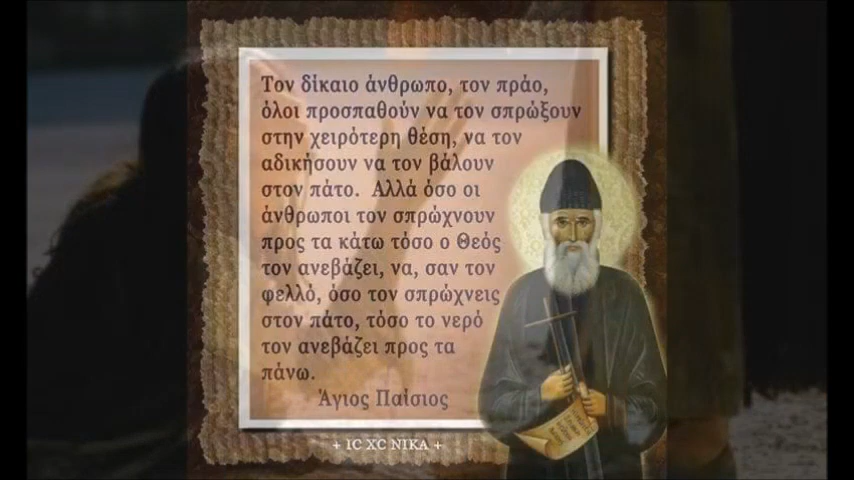 Τον δίκαιο άνθρωπο, τον πράο,
όλοι προσπαθούν να τον σπρώξουν
στην χειρότερη θέση, να τον
αδικήσουν να τον βάλουν
στον πάτο. Αλλά όσο οι
άνθρωποι τον σπρώχνουν
προς τα κάτω τόσο ο Θεός
τον ανεβάζει, να, σαν τον
φελλό, όσο τον σπρώχνεις
στον πάτο, τόσο το νερό
τον ανεβάζει προς τα
πάνω.
Άγιος Παΐσιος
+ IC XC NIKA +